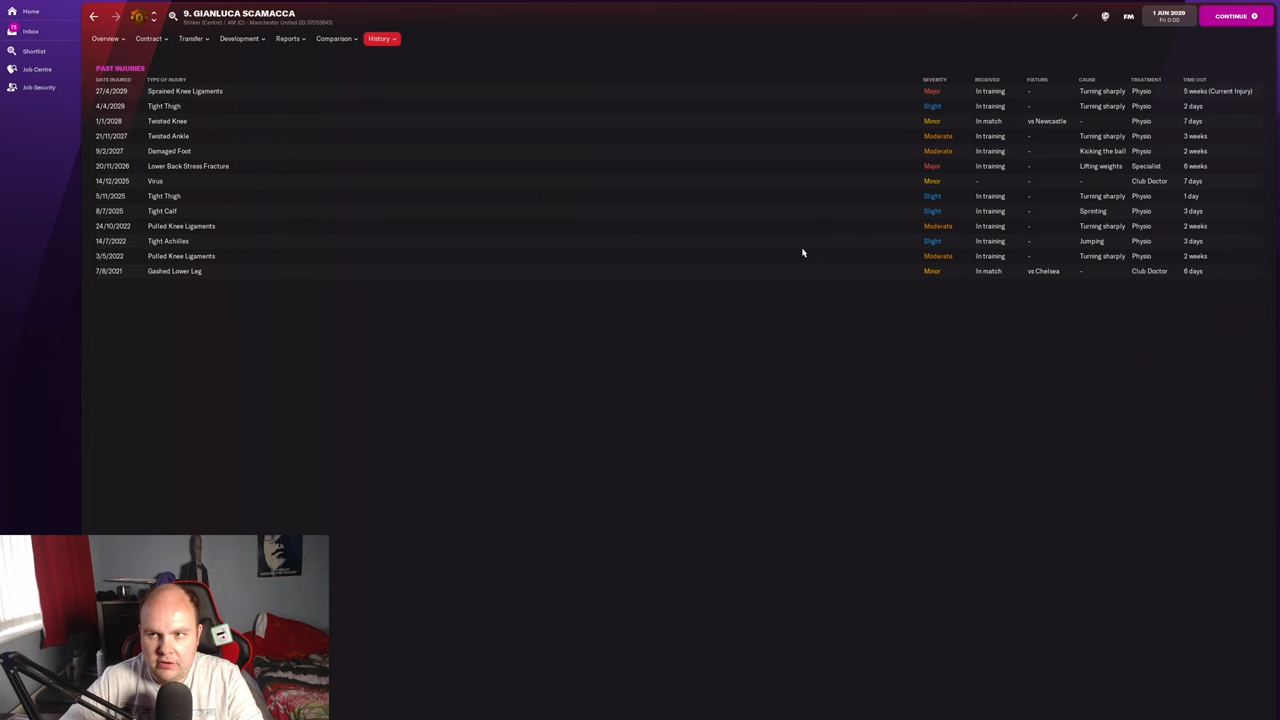 Home
75
Inbox
Shortlist
Job Centre
Job Security
9. GIANLUCA SCAMACCA
Striker (Centre) / AM (C) - Manchester United (ID:37053643)
FM
1 JUN 2029
Fri 0:00
CONTINUE
Overview Contract Transfer Development Reports Comparison History
PAST INJURIES
DATE INJURED TYPE OF INJURY SEVERITY RECEIVED FIXTURE CAUSE TREATMENT TIME OUT
27/4/2029 Sprained Knee Ligaments Major In training - Turning sharply Physio 5 weeks (Current Injury)
4/4/2028 Tight Thigh Slight In training - Turning sharply Physio 2 days
1/1/2028 Twisted Knee Minor In match vs Newcastle - Physio 7 days
21/11/2027 Twisted Ankle Moderate In training - Turning sharply Physio 3 weeks
9/2/2027 Damaged Foot Moderate In training - Kicking the ball Physio 2 weeks
20/11/2026 Lower Back Stress Fracture Major In training - Lifting weights Specialist 6 weeks
14/12/2025 Virus Minor - - - Club Doctor 7 days
5/11/2025 Tight Thigh Slight In training - Turning sharply Physio 1 day
8/7/2025 Tight Calf Slight In training - Sprinting Physio 3 days
24/10/2022 Pulled Knee Ligaments Moderate In training - Turning sharply Physio 2 weeks
14/7/2022 Tight Achilles Slight In training - Jumping Physio 3 days
3/5/2022 Pulled Knee Ligaments Moderate In training - Turning sharply Physio 2 weeks
7/8/2021 Gashed Lower Leg Minor In match vs Chelsea - Club Doctor 6 days